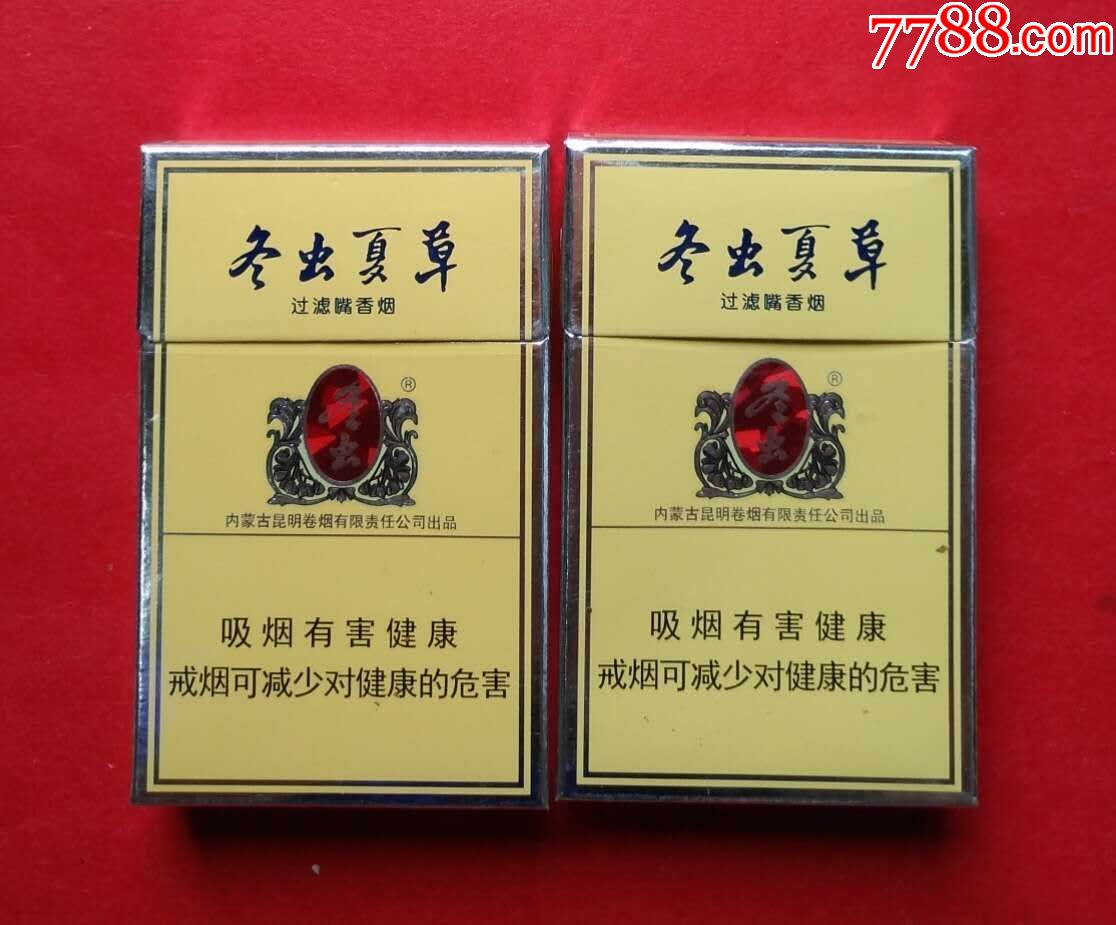 7788.com
冬虫夏草
过滤嘴香烟
冬虫
®
内蒙古昆明卷烟有限责任公司出品
吸烟有害健康
戒烟可减少对健康的危害
冬虫夏草
过滤嘴香烟
冬虫
®
内蒙古昆明卷烟有限责任公司出品
吸烟有害健康
戒烟可减少对健康的危害